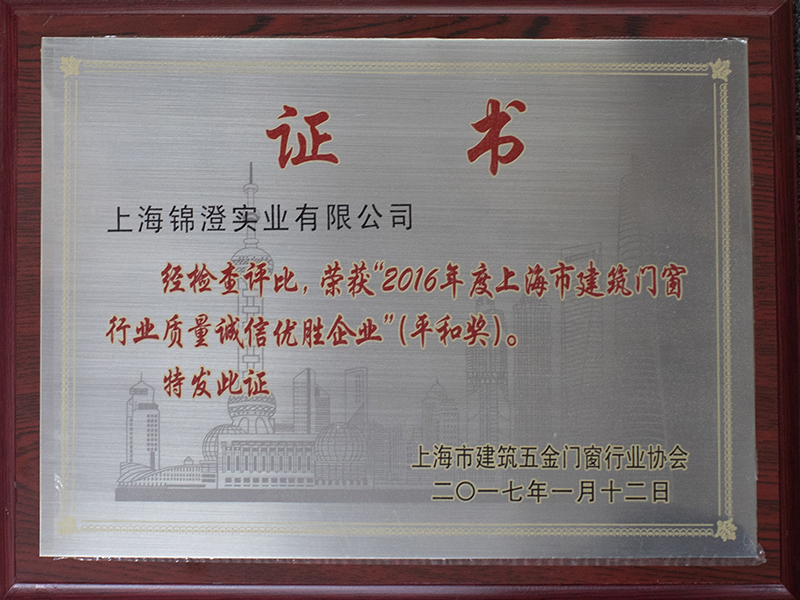 证 书
上海锦澄实业有限公司
经检查评比,荣获“2016年度上海市建筑门窗
行业质量诚信优胜企业”(平和奖)。
特发此证
上海市建筑五金门窗行业协会
二〇一七年一月十二日